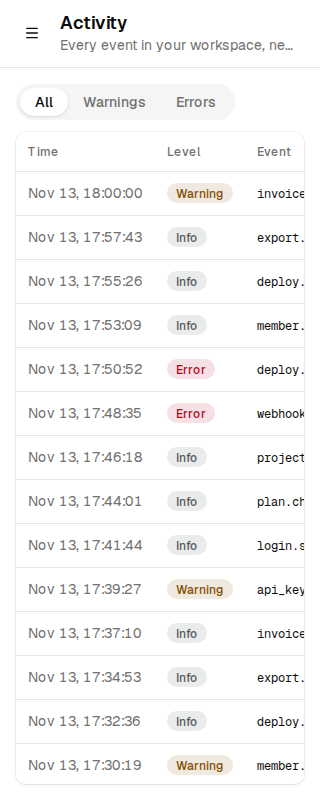 Activity
Every event in your workspace, ne…
All Warnings Errors
Time Level Event
Nov 13, 18:00:00 Warning invoice
Nov 13, 17:57:43 Info export.
Nov 13, 17:55:26 Info deploy.
Nov 13, 17:53:09 Info member.
Nov 13, 17:50:52 Error deploy.
Nov 13, 17:48:35 Error webhook
Nov 13, 17:46:18 Info project
Nov 13, 17:44:01 Info plan.ch
Nov 13, 17:41:44 Info login.s
Nov 13, 17:39:27 Warning api_key
Nov 13, 17:37:10 Info invoice
Nov 13, 17:34:53 Info export.
Nov 13, 17:32:36 Info deploy.
Nov 13, 17:30:19 Warning member.